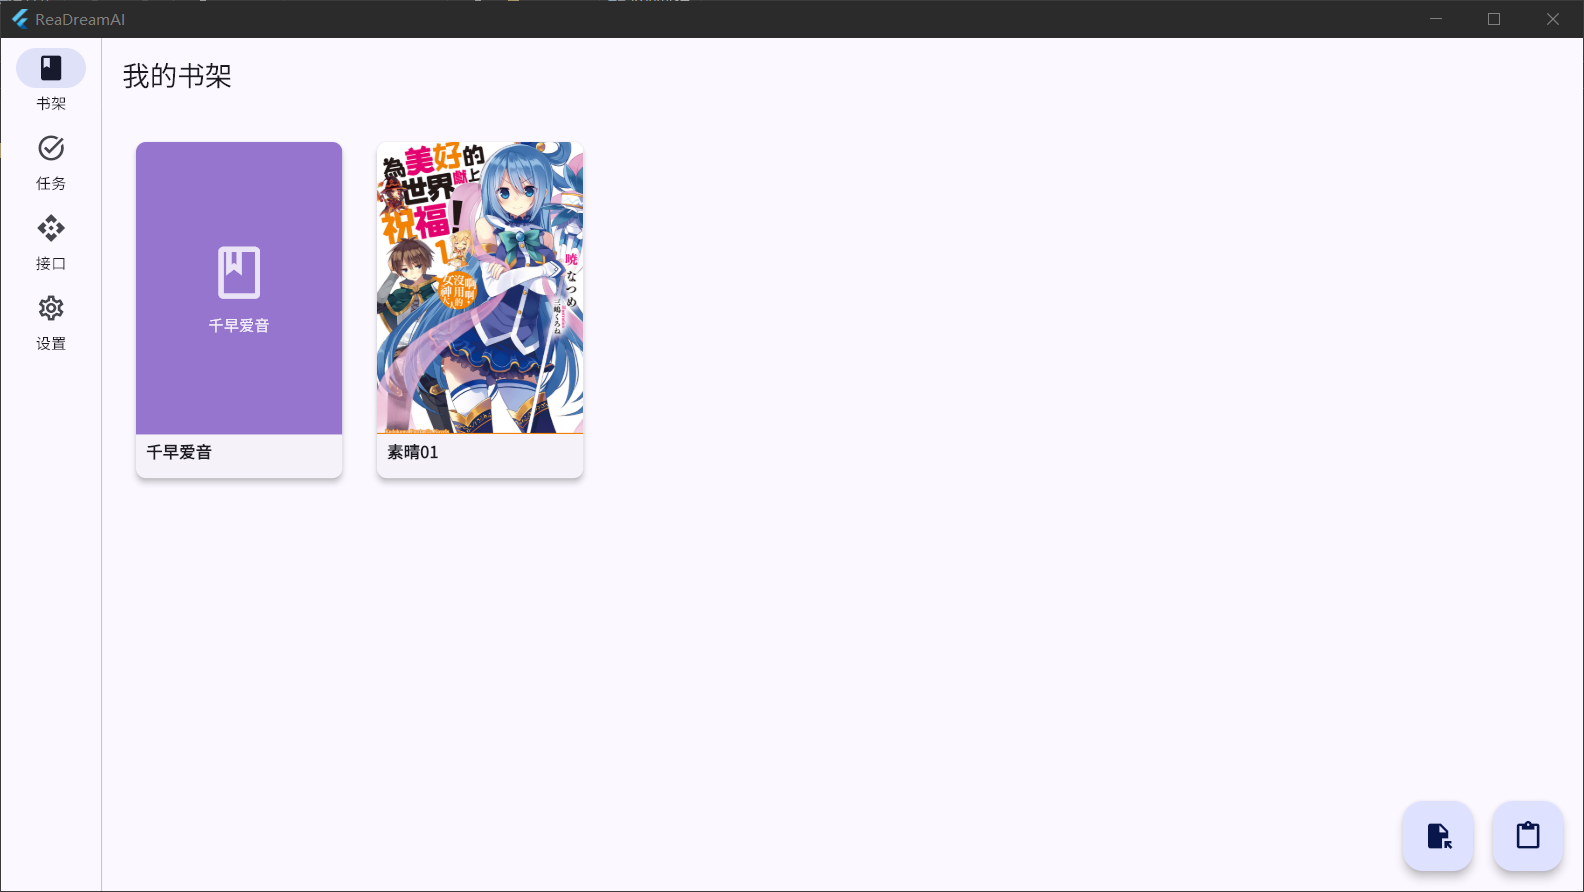 ReaDreamAI
书架
任务
接口
设置
我的书架
千早爱音
千早爱音
為美好的
世界獻上
祝福!
1
啊啊,
沒用的
女神大人
暁なつめ
三嶋くろね
素晴01